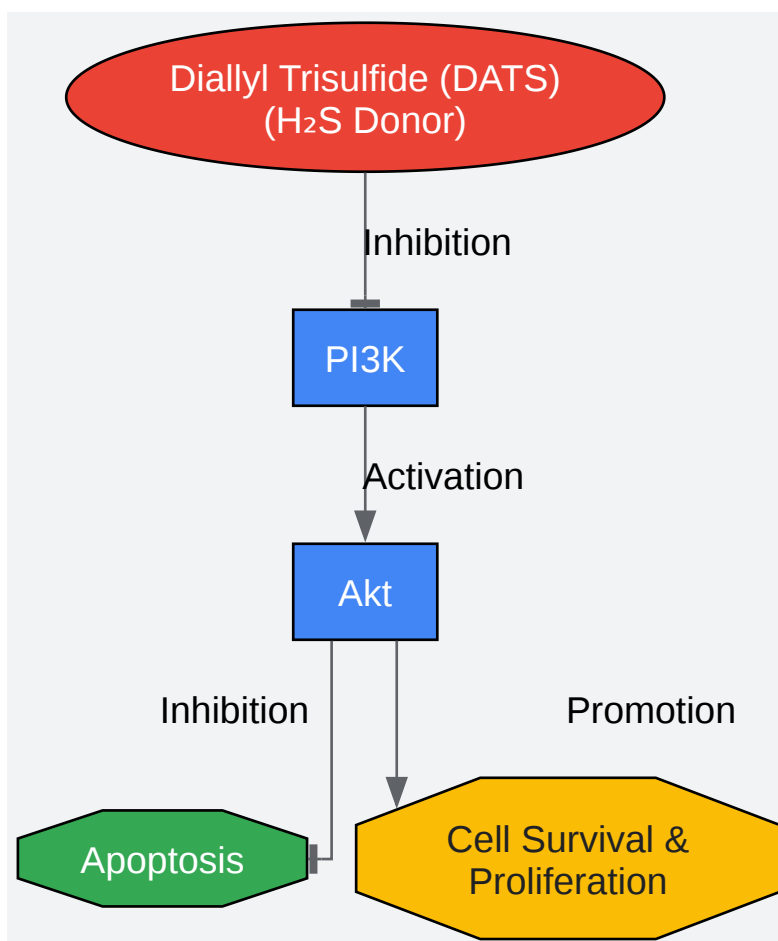 Diallyl Trisulfide (DATS)
(H₂S Donor)
Inhibition
PI3K
Activation
Akt
Inhibition
Promotion
Apoptosis
Cell Survival &
Proliferation